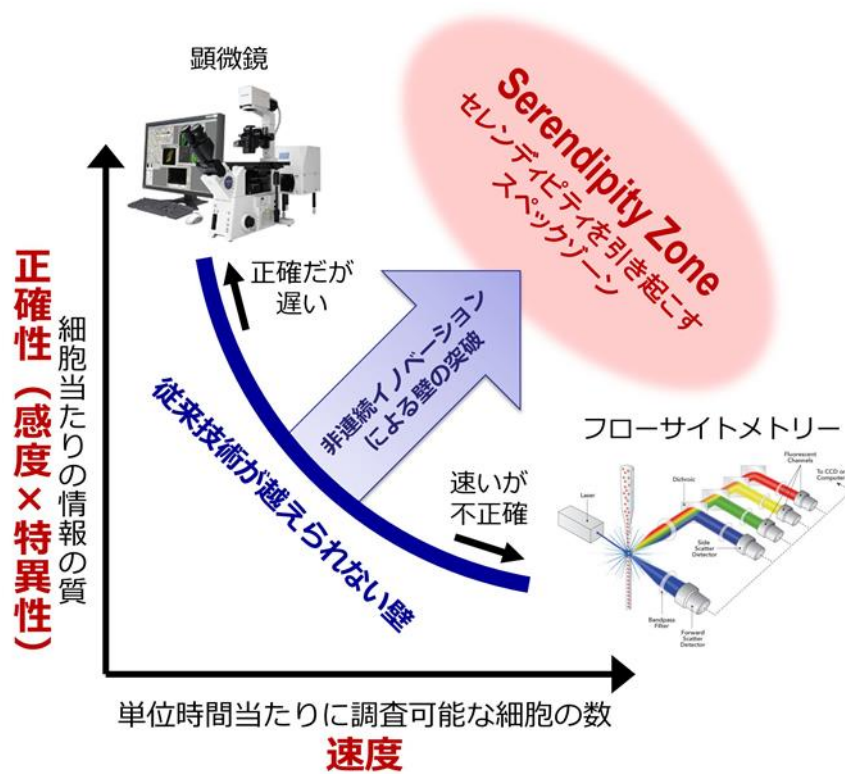 顕微鏡
Serendipity Zone
セレンディピティを引き起こす
スペックゾーン
正確性（感度×特異性）
細胞当たりの情報の質
正確だが
遅い
非連続イノベーション
による壁の突破
従来技術が越えられない壁
速いが
不正確
フローサイトメトリー
Fluorescent
Channels
To CCD or
Computer
Dichroic
Laser
Side
Scatter
Detector
Bandpass
Filter
Forward
Scatter
Detector
単位時間当たりに調査可能な細胞の数
速度